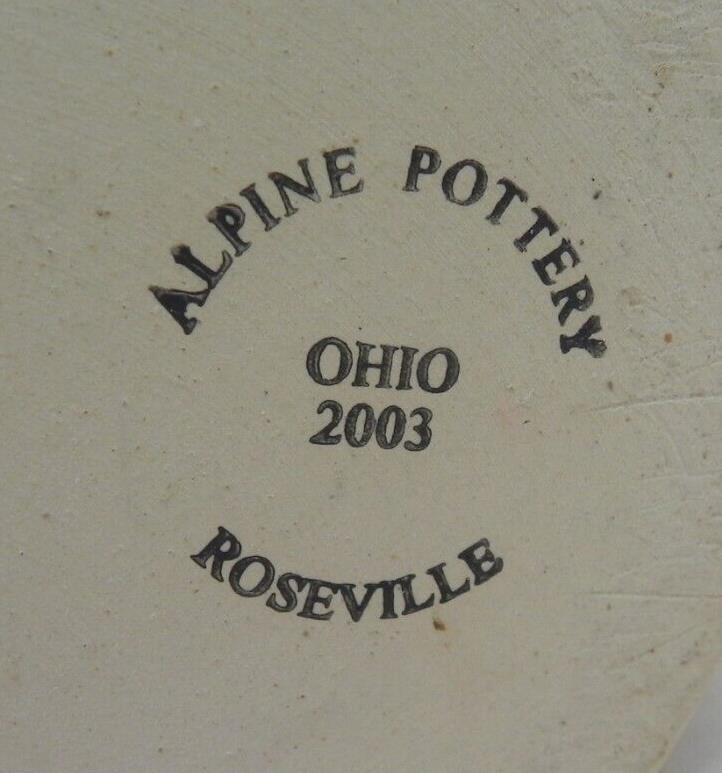 ALPINE POTTERY
OHIO
2003
ROSEVILLE